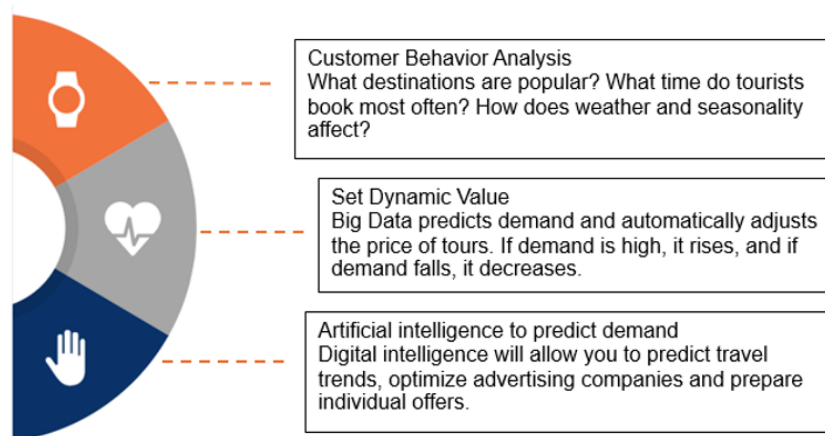 Customer Behavior Analysis
What destinations are popular? What time do tourists
book most often? How does weather and seasonality
affect?
Set Dynamic Value
Big Data predicts demand and automatically adjusts
the price of tours. If demand is high, it rises, and if
demand falls, it decreases.
Artificial intelligence to predict demand
Digital intelligence will allow you to predict travel
trends, optimize advertising companies and prepare
individual offers.